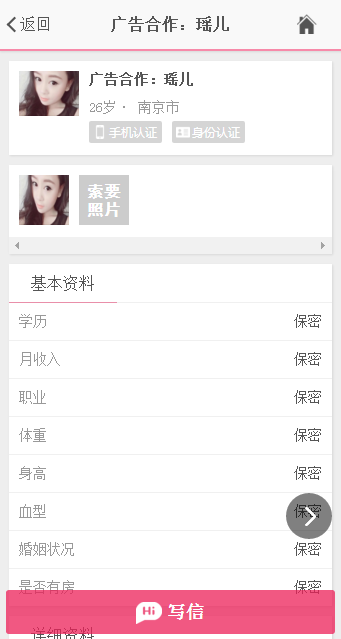 返回
广告合作：瑶儿
广告合作：瑶儿
26岁· 南京市
手机认证
身份认证
索要
照片
基本资料
学历 保密
月收入 保密
职业 保密
体重 保密
身高 保密
血型 保密
婚姻状况 保密
是否有房 保密
Hi 写信
详细资料